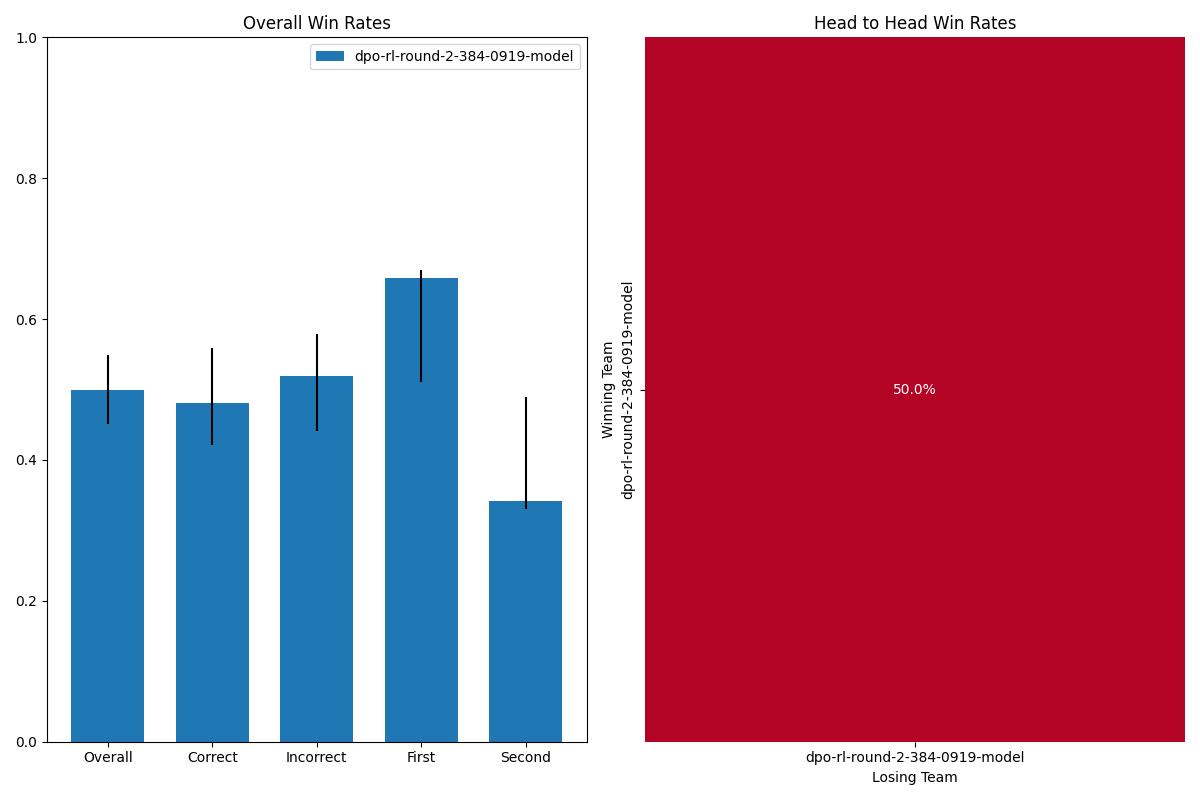 Overall Win Rates
dpo-rl-round-2-384-0919-model
1.0
0.8
0.6
0.4
0.2
0.0
Overall
Correct
Incorrect
First
Second
Head to Head Win Rates
Winning Team
dpo-rl-round-2-384-0919-model
50.0%
dpo-rl-round-2-384-0919-model
Losing Team